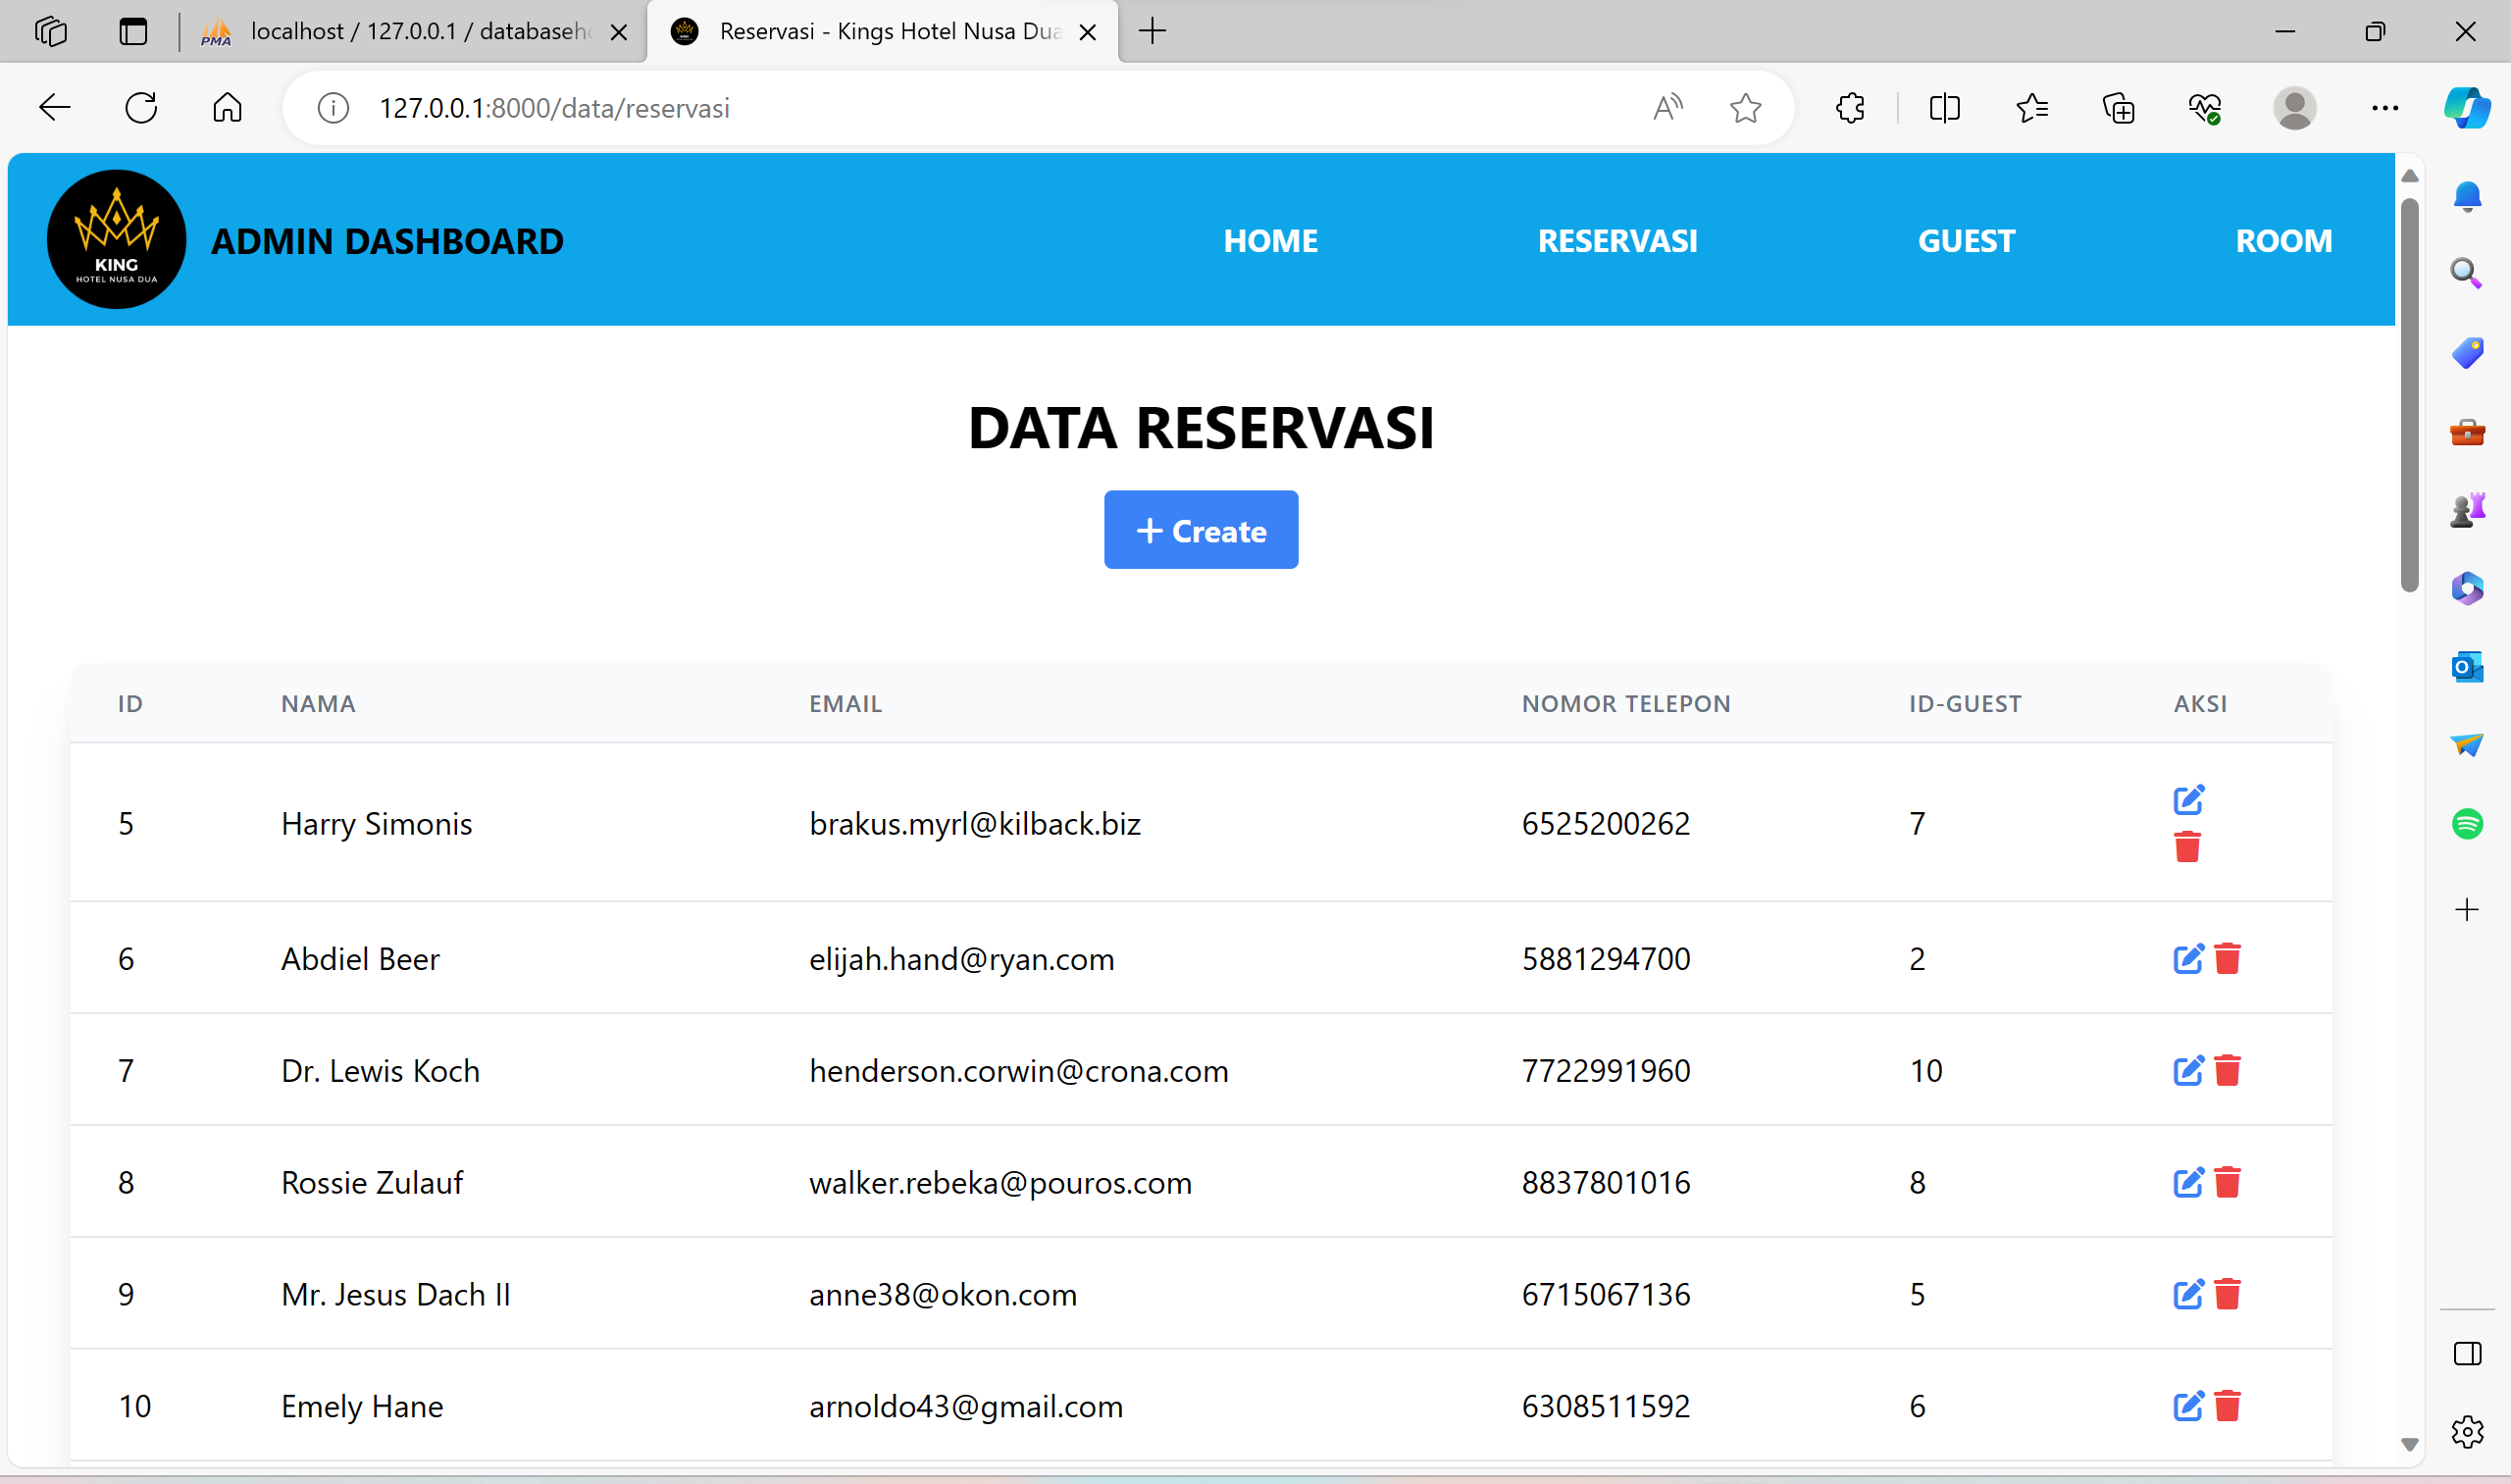 localhost / 127.0.0.1 / databaseh
Reservasi - Kings Hotel Nusa Dua
127.0.0.1:8000/data/reservasi
KING
HOTEL NUSA DUA
ADMIN DASHBOARD
HOME
RESERVASI
GUEST
ROOM
DATA RESERVASI
+ Create
ID NAMA EMAIL NOMOR TELEPON ID-GUEST AKSI
5 Harry Simonis brakus.myrl@kilback.biz 6525200262 7
6 Abdiel Beer elijah.hand@ryan.com 5881294700 2
7 Dr. Lewis Koch henderson.corwin@crona.com 7722991960 10
8 Rossie Zulauf walker.rebeka@pouros.com 8837801016 8
9 Mr. Jesus Dach II anne38@okon.com 6715067136 5
10 Emely Hane arnoldo43@gmail.com 6308511592 6